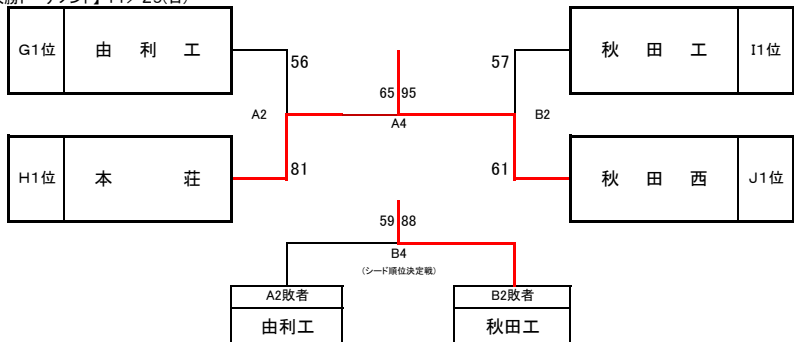 G1位 由利工 56 57 秋田工 I1位
65 95
A2 A4 B2
H1位 本荘 81 61 秋田西 J1位
59 88
B4
(シード順位決定戦)
A2敗者 B2敗者
由利工 秋田工